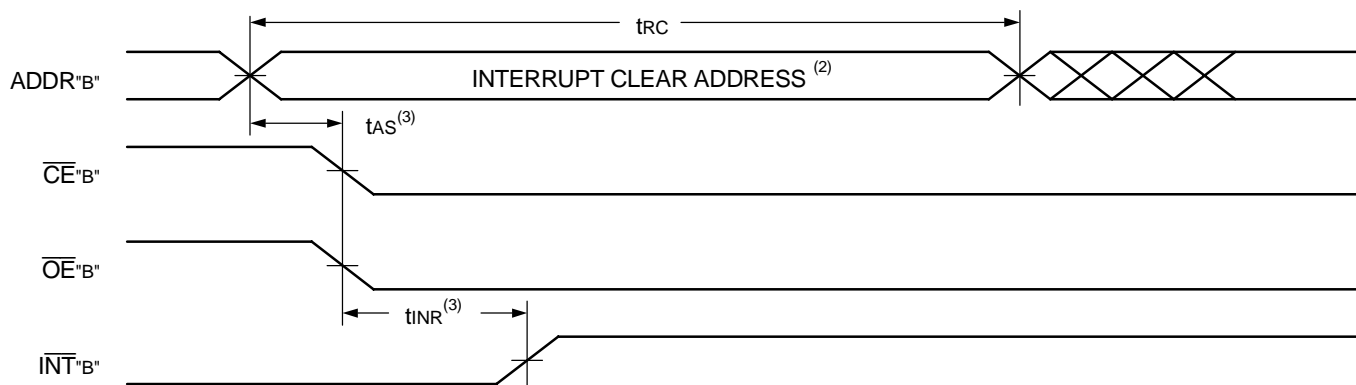 tRC
ADDR"B"
INTERRUPT CLEAR ADDRESS (2)
tAS(3)
CE"B"
OE"B"
tINR(3)
INT"B"